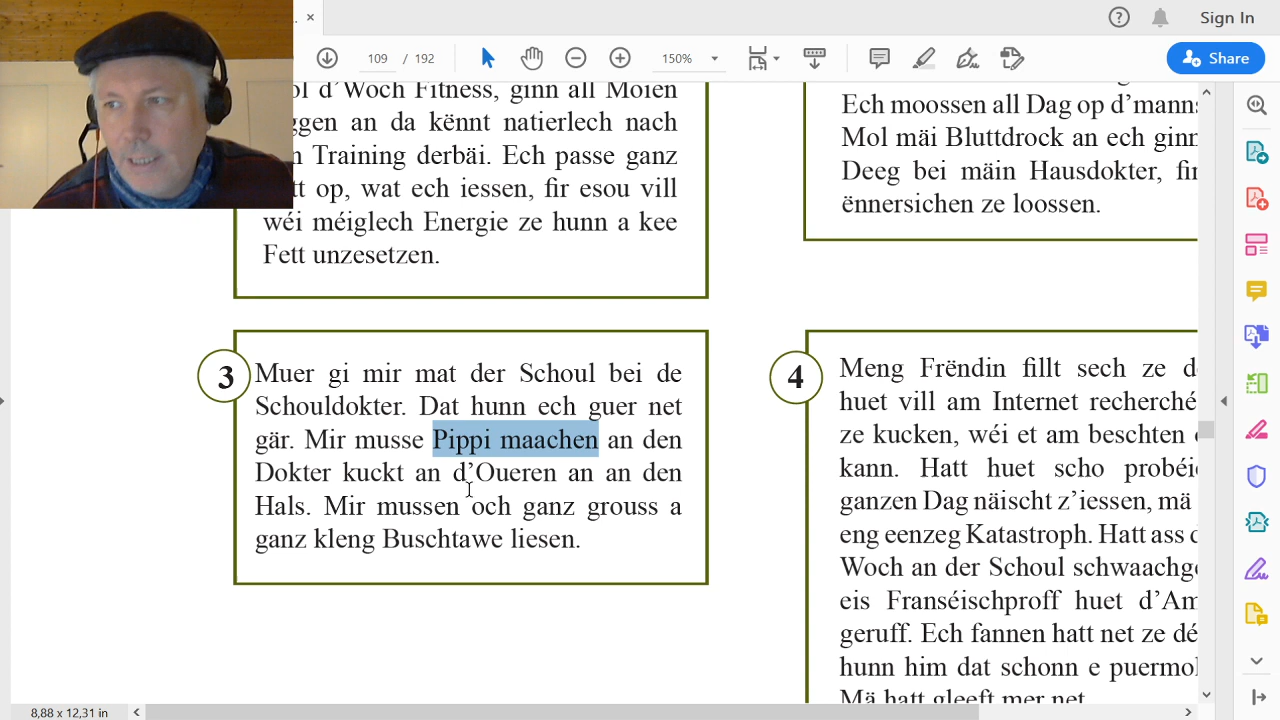 Sign In
109 / 192
150%
Share
d'Woch Fitness, ginn all Moien
an da kënnt natierlech nach
Training derbäi. Ech passe ganz
op, wat ech iessen, fir esou vill
wéi méiglech Energie ze hunn a kee
Fett unzesetzen.
Ech moossen all Dag op d'manns
Mol mäi Bluttdrock an ech ginn
Deeg bei mäin Hausdokter, fir
ënnersichen ze loossen.
3
Muer gi mir mat der Schoul bei de
Schouldokter. Dat hunn ech guer net
gär. Mir musse Pippi maachen an den
Dokter kuckt an d'Oueren an an den
Hals. Mir mussen och ganz grouss a
ganz kleng Buschtawe liesen.
4
Meng Frëndin fillt sech ze
huet vill am Internet recherché
ze kucken, wéi et am beschten
kann. Hatt huet scho probéi
ganzen Dag näischt z'iessen, mä
eng eenzeg Katastroph. Hatt ass
Woch an der Schoul schwaach
eis Franséischproff huet d'Am
geruff. Ech fannen hatt net ze
hunn him dat schonn e puermol
Mä hatt gleeft mer net
8,88 x 12,31 in